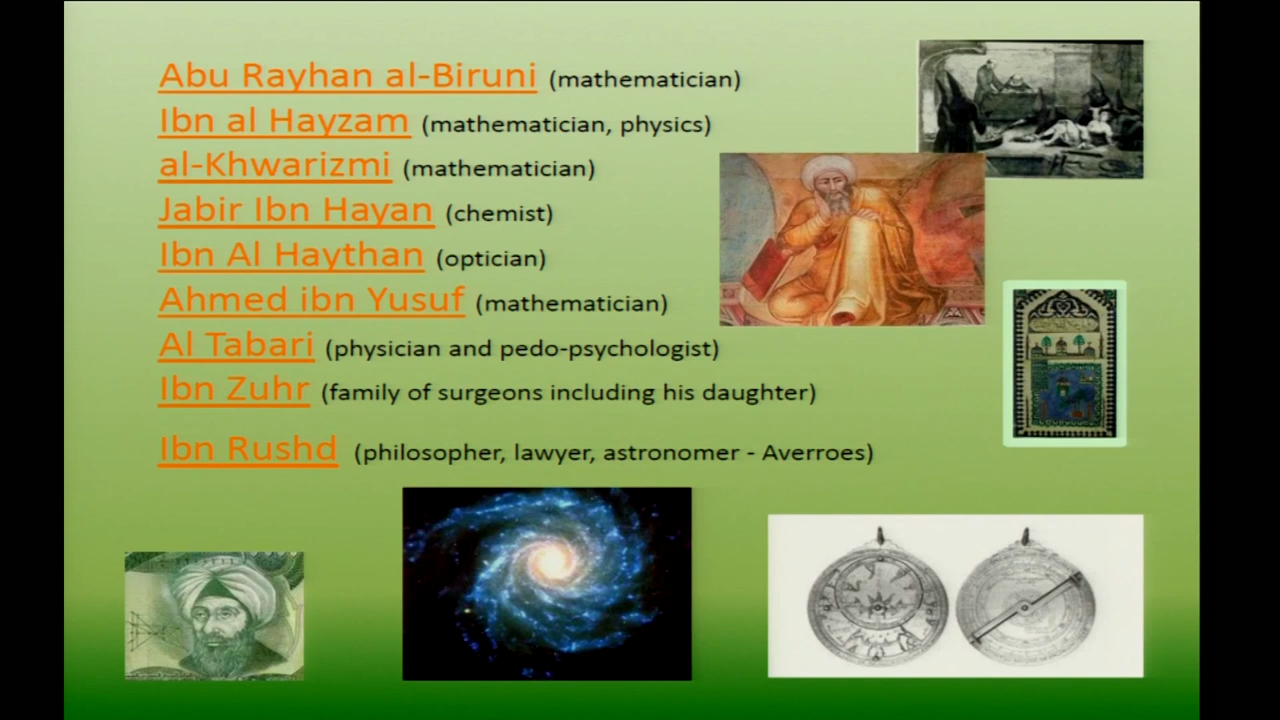 Abu Rayhan al-Biruni (mathematician)
Ibn al Hayzam (mathematician, physics)
al-Khwarizmi (mathematician)
Jabir Ibn Hayan (chemist)
Ibn Al Haythan (optician)
Ahmed ibn Yusuf (mathematician)
Al Tabari (physician and pedo-psychologist)
Ibn Zuhr (family of surgeons including his daughter)
Ibn Rushd (philosopher, lawyer, astronomer - Averroes)